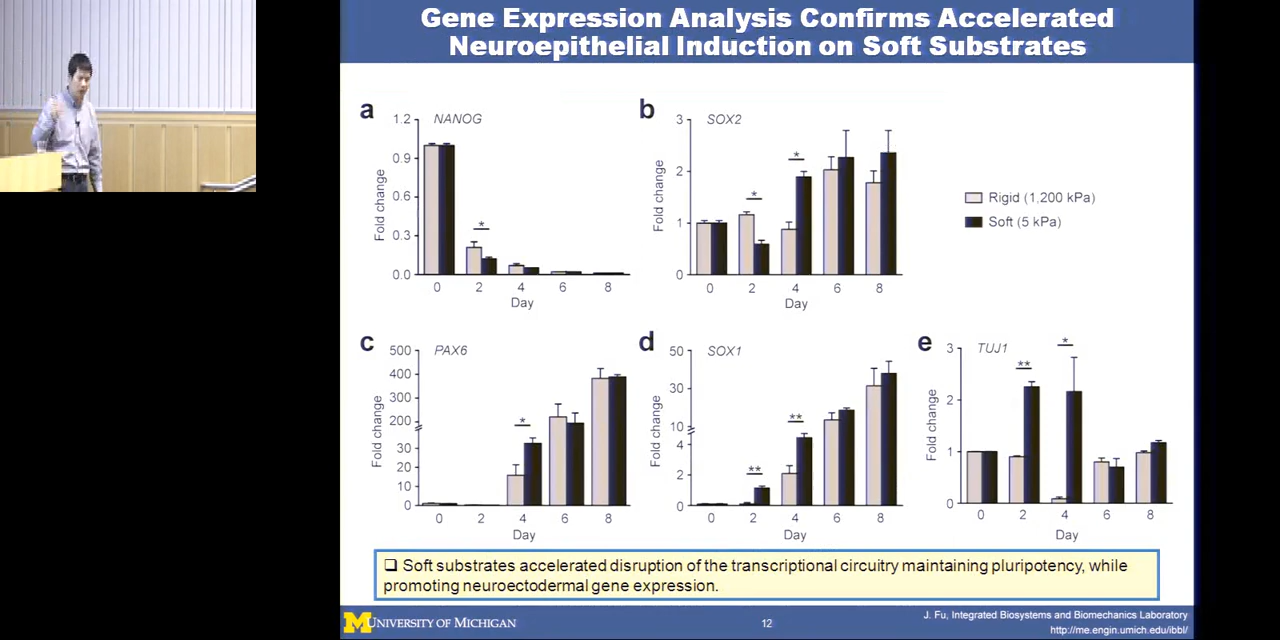 Gene Expression Analysis Confirms Accelerated
Neuroepithelial Induction on Soft Substrates
a
NANOG
Fold change
1.2
0.9
0.6
0.3
0.0
*
0 2 4 6 8
Day
b
SOX2
Fold change
3
2
1
0
*
*
0 2 4 6 8
Day
Rigid (1,200 kPa)
Soft (5 kPa)
c
PAX6
Fold change
500
400
300
200
30
20
10
0
*
0 2 4 6 8
Day
d
SOX1
Fold change
50
30
10
4
2
0
**
**
0 2 4 6 8
Day
e
TUJ1
Fold change
3
2
1
0
**
*
0 2 4 6 8
Day
❑ Soft substrates accelerated disruption of the transcriptional circuitry maintaining pluripotency, while
promoting neuroectodermal gene expression.
M UNIVERSITY OF MICHIGAN
12
J. Fu, Integrated Biosystems and Biomechanics Laboratory
http://me.engin.umich.edu/ibbl/